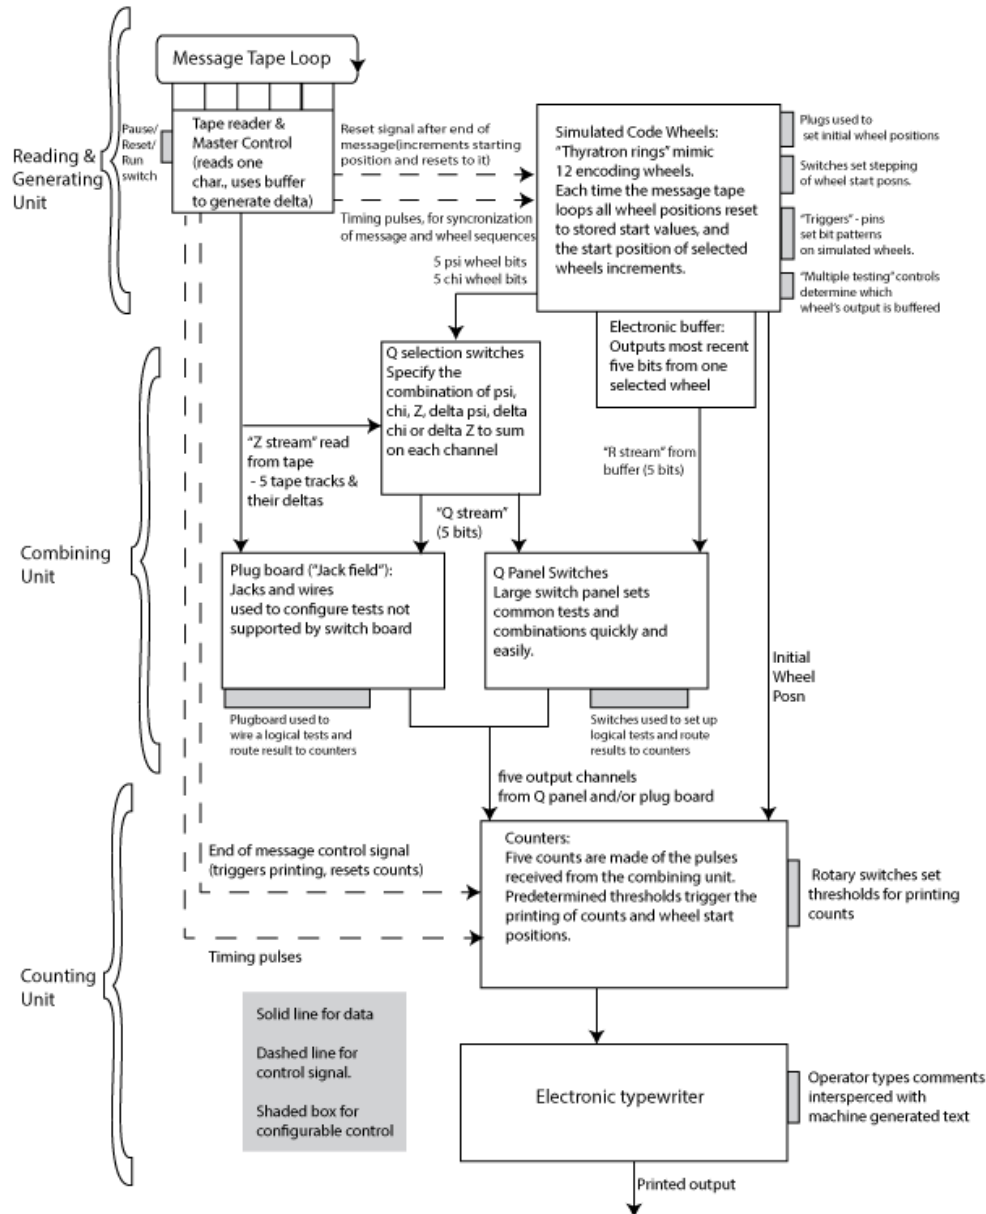 Message Tape Loop
Pause/
Reset/
Run
switch
Tape reader &
Master Control
(reads one
char., uses buffer
to generate delta)
Reading &
Generating
Unit
Reset signal after end of
message(increments starting
position and resets to it)
Timing pulses, for syncronization
of message and wheel sequences
5 psi wheel bits
5 chi wheel bits
Simulated Code Wheels:
"Thyratron rings" mimic
12 encoding wheels.
Each time the message tape
loops all wheel positions reset
to stored start values, and
the start position of selected
wheels increments.
Plugs used to
set initial wheel positions
Switches set stepping
of wheel start posns.
"Triggers" - pins
set bit patterns
on simulated wheels.
"Multiple testing" controls
determine which
wheel's output is buffered
Electronic buffer:
Outputs most recent
five bits from one
selected wheel
Q selection switches
Specify the
combination of psi,
chi, Z, delta psi, delta
chi or delta Z to sum
on each channel
"Z stream" read
from tape
- 5 tape tracks &
their deltas
"R stream" from
buffer (5 bits)
"Q stream"
(5 bits)
Combining
Unit
Plug board ("Jack field"):
Jacks and wires
used to configure tests not
supported by switch board
Q Panel Switches
Large switch panel sets
common tests and
combinations quickly and
easily.
Initial
Wheel
Posn
Plugboard used to
wire a logical tests and
route result to counters
Switches used to set up
logical tests and route
results to counters
five output channels
from Q panel and/or plug board
End of message control signal
(triggers printing, resets counts)
Counters:
Five counts are made of the pulses
received from the combining unit.
Predetermined thresholds trigger the
printing of counts and wheel start
positions.
Rotary switches set
thresholds for printing
counts
Timing pulses
Counting
Unit
Solid line for data
Dashed line for
control signal.
Shaded box for
configurable control
Electronic typewriter
Operator types comments
intersperced with
machine generated text
Printed output